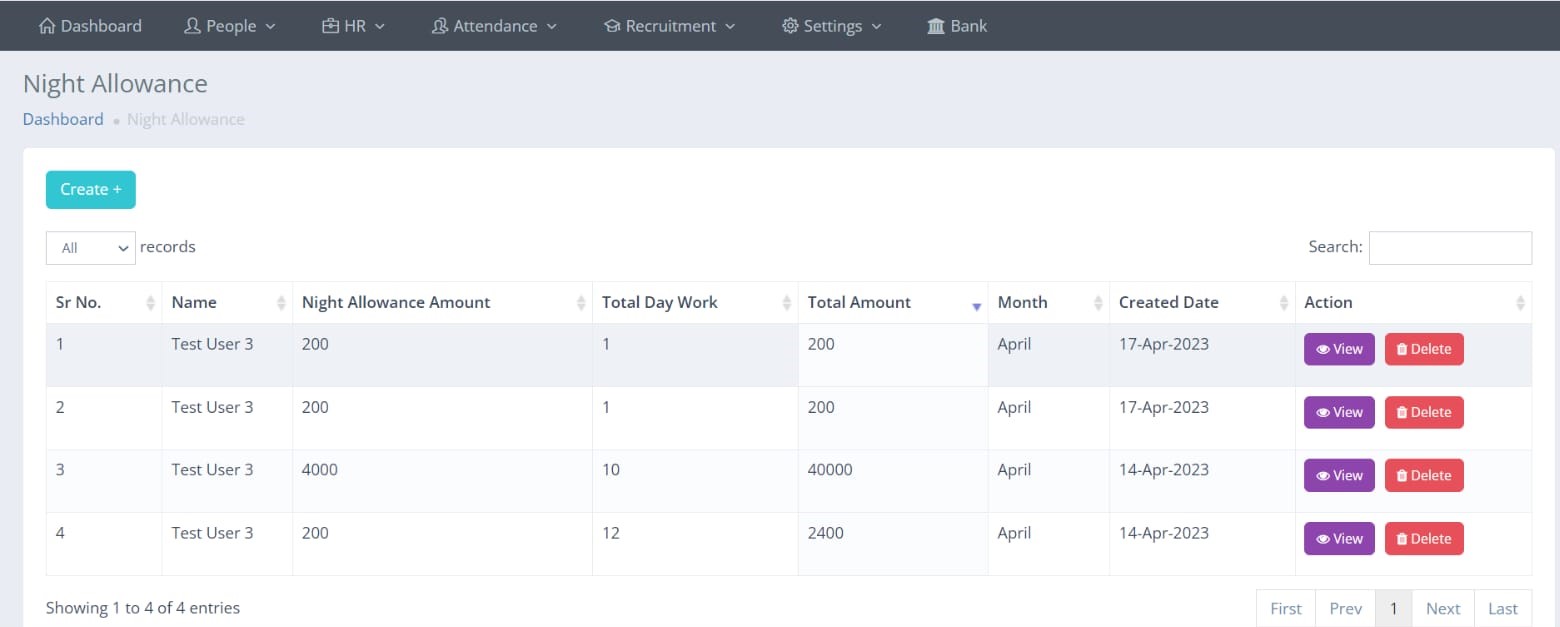 Dashboard People HR Attendance Recruitment Settings Bank
Night Allowance
Dashboard Night Allowance
Create +
All records Search:
Sr No. Name Night Allowance Amount Total Day Work Total Amount Month Created Date Action
1 Test User 3 200 1 200 April 17-Apr-2023 View Delete
2 Test User 3 200 1 200 April 17-Apr-2023 View Delete
3 Test User 3 4000 10 40000 April 14-Apr-2023 View Delete
4 Test User 3 200 12 2400 April 14-Apr-2023 View Delete
Showing 1 to 4 of 4 entries First Prev 1 Next Last